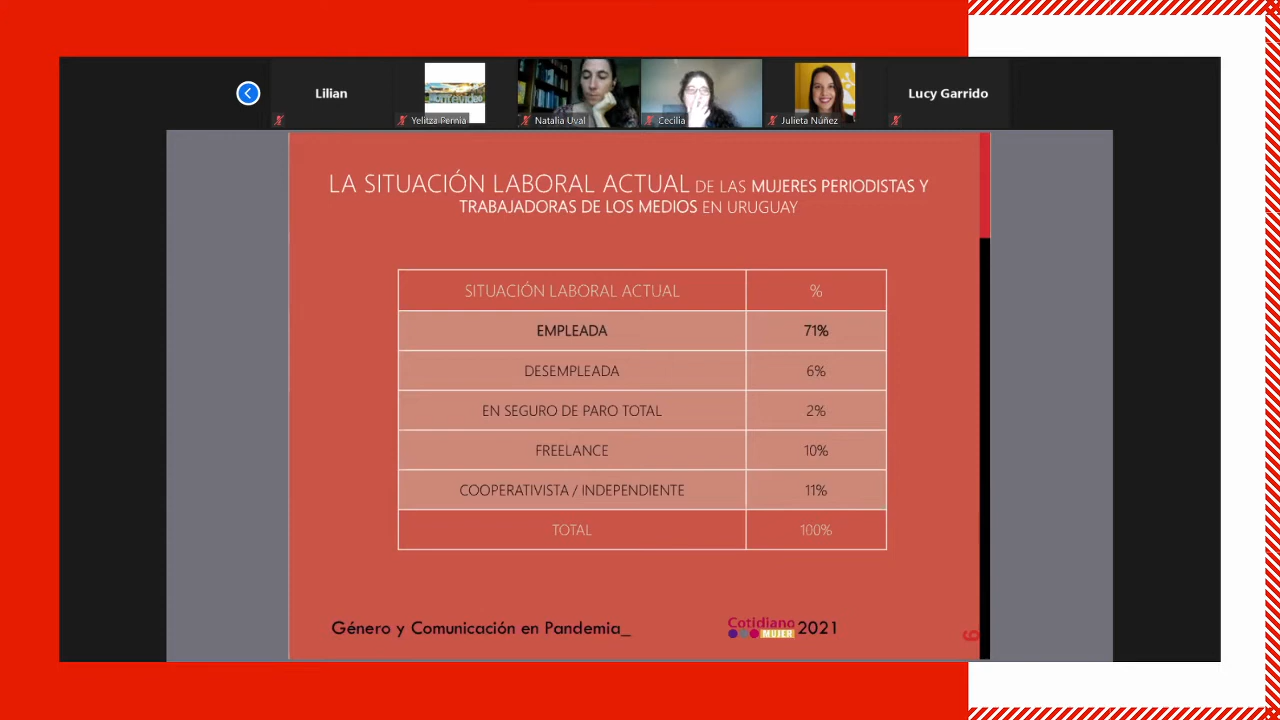 Lilian
Yelitza Pernia
Natalia Uval
Cecilia
Julieta Núñez
Lucy Garrido
LA SITUACIÓN LABORAL ACTUAL DE LAS MUJERES PERIODISTAS Y
TRABAJADORAS DE LOS MEDIOS EN URUGUAY
SITUACIÓN LABORAL ACTUAL %
EMPLEADA 71%
DESEMPLEADA 6%
EN SEGURO DE PARO TOTAL 2%
FREELANCE 10%
COOPERATIVISTA / INDEPENDIENTE 11%
TOTAL 100%
Género y Comunicación en Pandemia_
Cotidiano
MUJER
2021